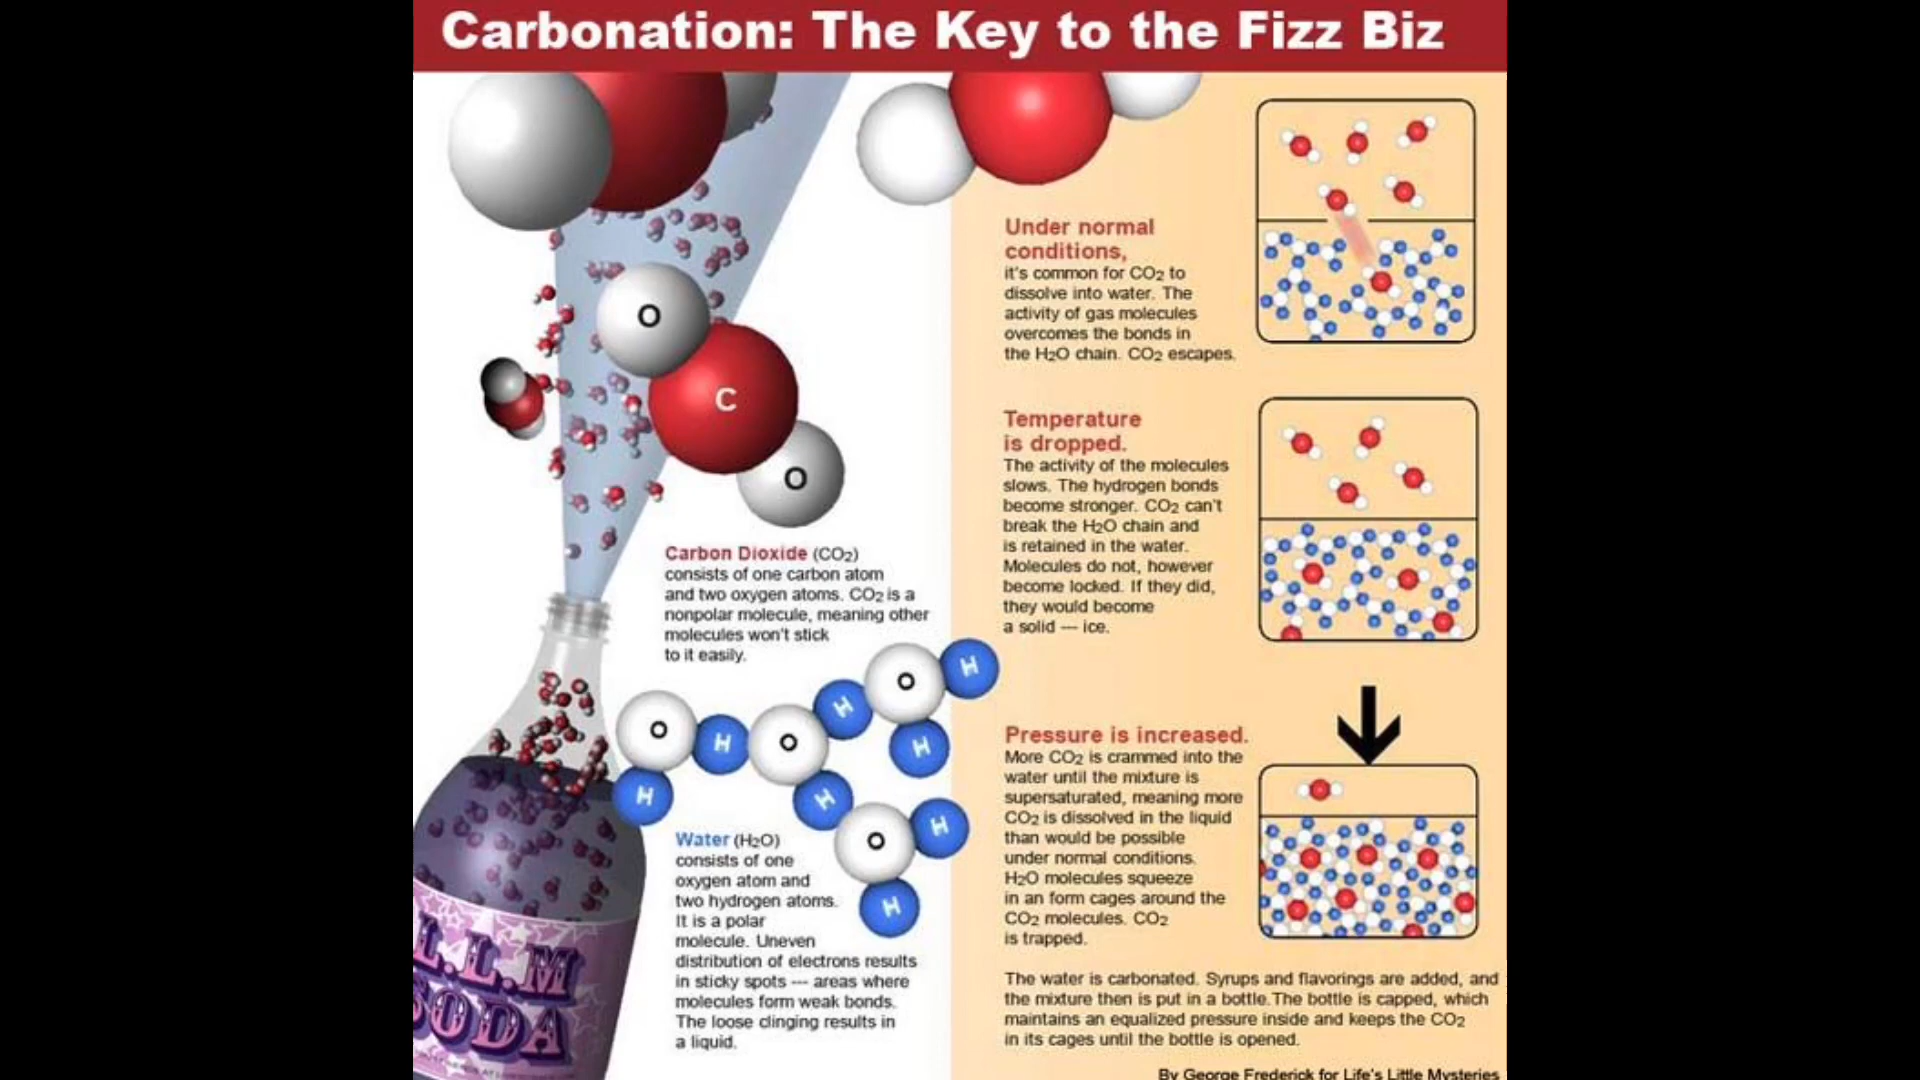 Carbonation: The Key to the Fizz Biz
O
C
O
Carbon Dioxide (CO2)
consists of one carbon atom
and two oxygen atoms. CO2 is a
nonpolar molecule, meaning other
molecules won't stick
to it easily.
O
H
O
H
O
H
H
H
H
O
H
H
Water (H2O)
consists of one
oxygen atom and
two hydrogen atoms.
It is a polar
molecule. Uneven
distribution of electrons results
in sticky spots --- areas where
molecules form weak bonds.
The loose clinging results in
a liquid.
L.L.M
SODA
Under normal
conditions,
it's common for CO2 to
dissolve into water. The
activity of gas molecules
overcomes the bonds in
the H2O chain. CO2 escapes.
Temperature
is dropped.
The activity of the molecules
slows. The hydrogen bonds
become stronger. CO2 can't
break the H2O chain and
is retained in the water.
Molecules do not, however
become locked. If they did,
they would become
a solid --- ice.
Pressure is increased.
More CO2 is crammed into the
water until the mixture is
supersaturated, meaning more
CO2 is dissolved in the liquid
than would be possible
under normal conditions.
H2O molecules squeeze
in an form cages around the
CO2 molecules. CO2
is trapped.
The water is carbonated. Syrups and flavorings are added, and
the mixture then is put in a bottle. The bottle is capped, which
maintains an equalized pressure inside and keeps the CO2
in its cages until the bottle is opened.
By George Frederick for Life's Little Mysteries